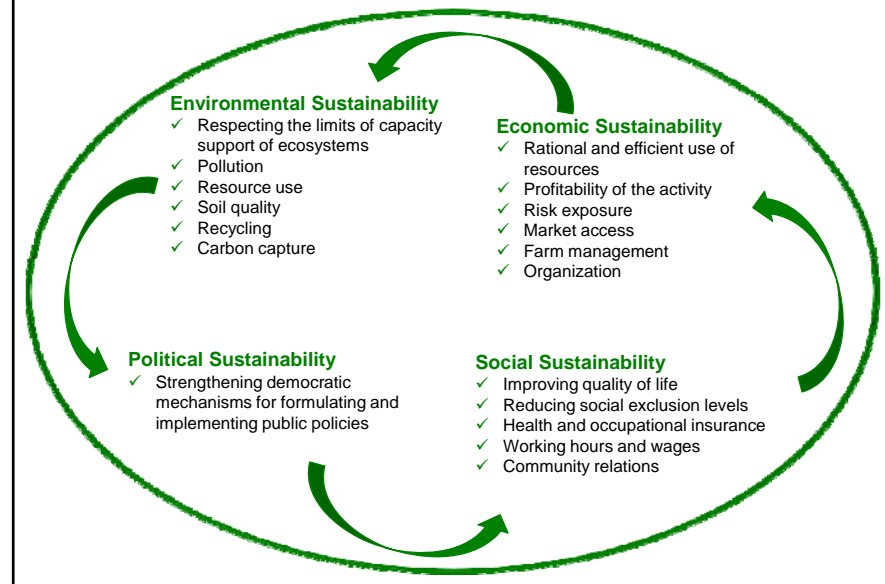 Environmental Sustainability
✓ Respecting the limits of capacity
support of ecosystems
✓ Pollution
✓ Resource use
✓ Soil quality
✓ Recycling
✓ Carbon capture
Economic Sustainability
✓ Rational and efficient use of
resources
✓ Profitability of the activity
✓ Risk exposure
✓ Market access
✓ Farm management
✓ Organization
Political Sustainability
✓ Strengthening democratic
mechanisms for formulating and
implementing public policies
Social Sustainability
✓ Improving quality of life
✓ Reducing social exclusion levels
✓ Health and occupational insurance
✓ Working hours and wages
✓ Community relations